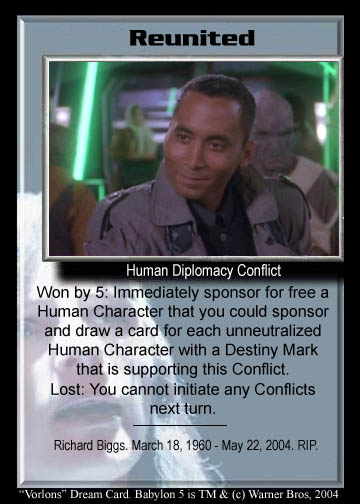 Reunited
Human Diplomacy Conflict
Won by 5: Immediately sponsor for free a
Human Character that you could sponsor
and draw a card for each unneutralized
Human Character with a Destiny Mark
that is supporting this Conflict.
Lost: You cannot initiate any Conflicts
next turn.
Richard Biggs. March 18, 1960 - May 22, 2004. RIP.
“Vorlons” Dream Card. Babylon 5 is TM & (c) Warner Bros, 2004